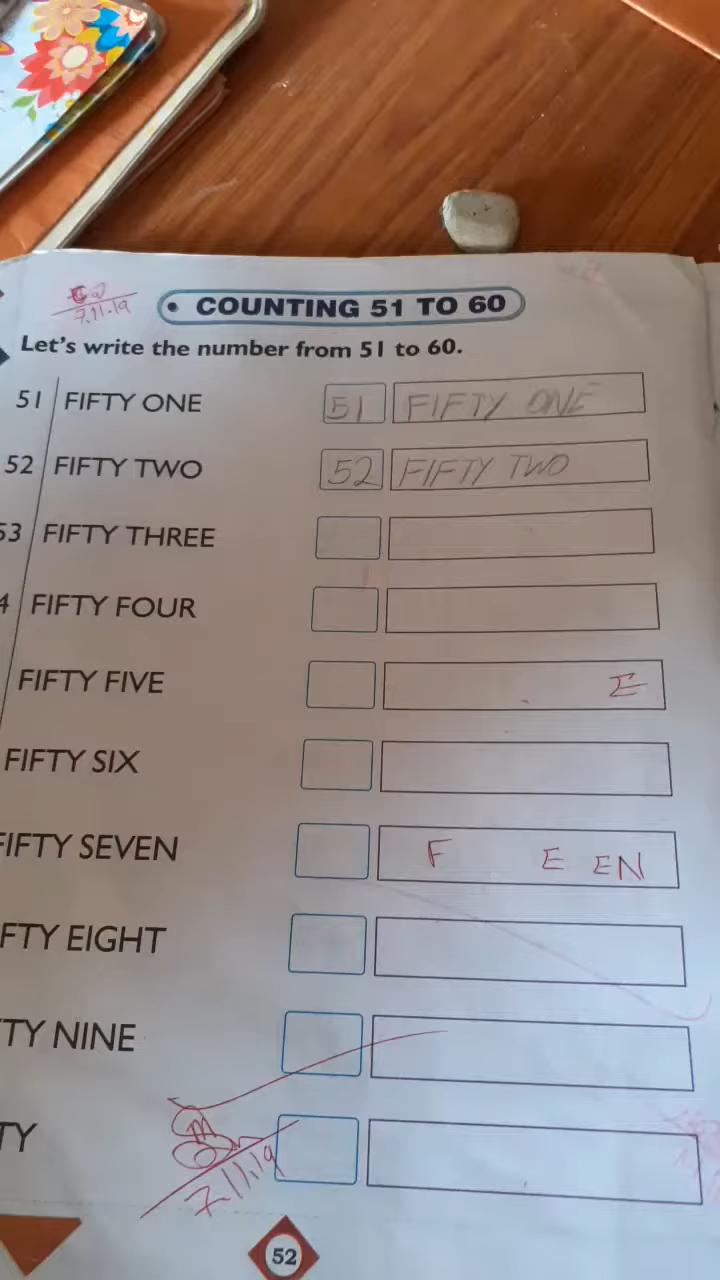 7.11.19
• COUNTING 51 TO 60
Let's write the number from 51 to 60.
51 FIFTY ONE 51 FIFTY ONE
52 FIFTY TWO 52 FIFTY TWO
53 FIFTY THREE
4 FIFTY FOUR
FIFTY FIVE E
FIFTY SIX
FIFTY SEVEN F E EN
FTY EIGHT
TY NINE
TY
7.11.19
52